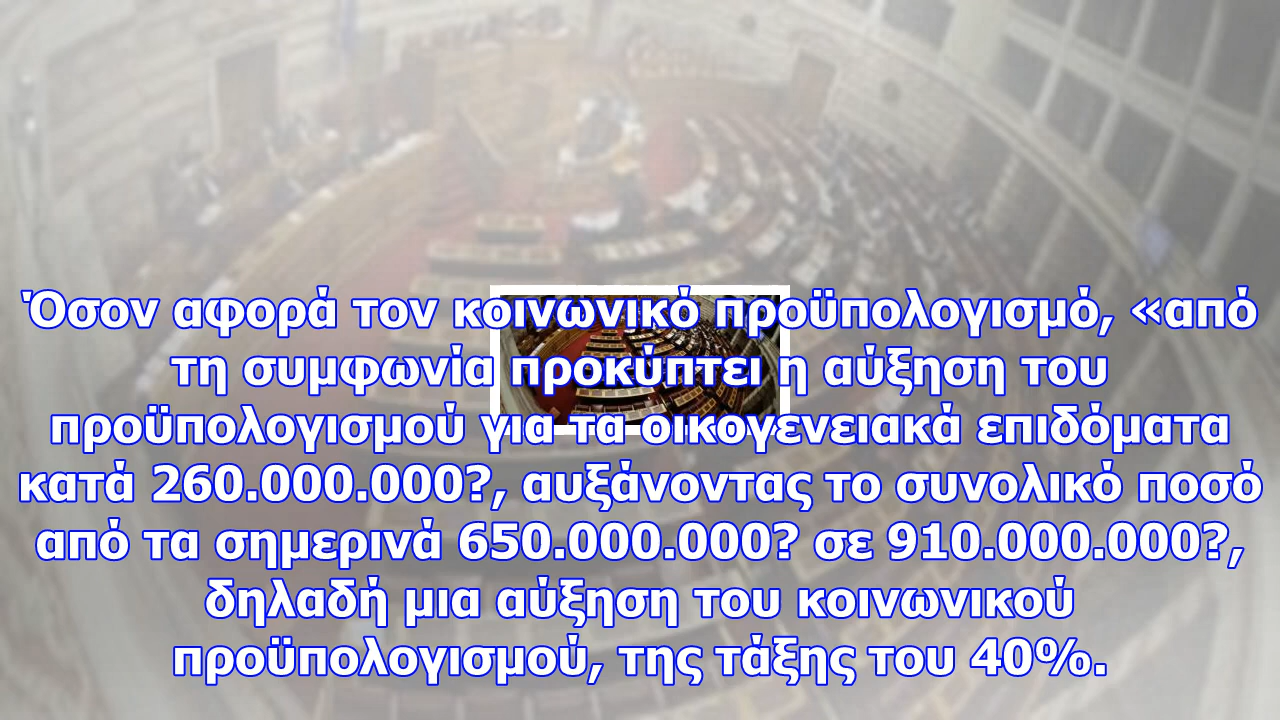 Όσον αφορά τον κοινωνικό προϋπολογισμό, «από
τη συμφωνία προκύπτει η αύξηση του
προϋπολογισμού για τα οικογενειακά επιδόματα
κατά 260.000.000?, αυξάνοντας το συνολικό ποσό
από τα σημερινά 650.000.000? σε 910.000.000?,
δηλαδή μια αύξηση του κοινωνικού
προϋπολογισμού, της τάξης του 40%.